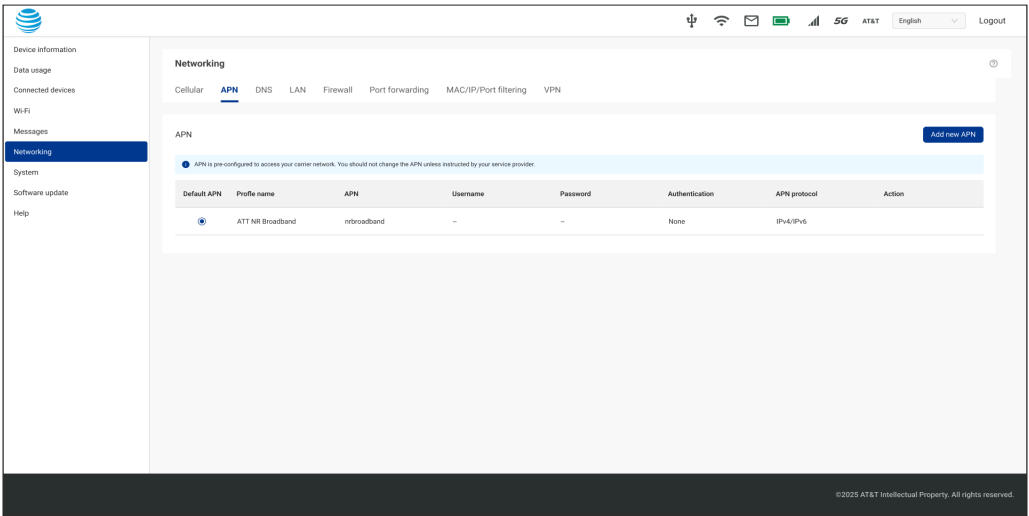 5G AT&T English Logout
Device information
Data usage
Connected devices
Wi-Fi
Messages
Networking
System
Software update
Help
Networking
Cellular APN DNS LAN Firewall Port forwarding MAC/IP/Port filtering VPN
APN Add new APN
APN is pre-configured to access your carrier network. You should not change the APN unless instructed by your service provider.
Default APN Profle name APN Username Password Authentication APN protocol Action
ATT NR Broadband nrbroadband – – None IPv4/IPv6
©2025 AT&T Intellectual Property. All rights reserved.